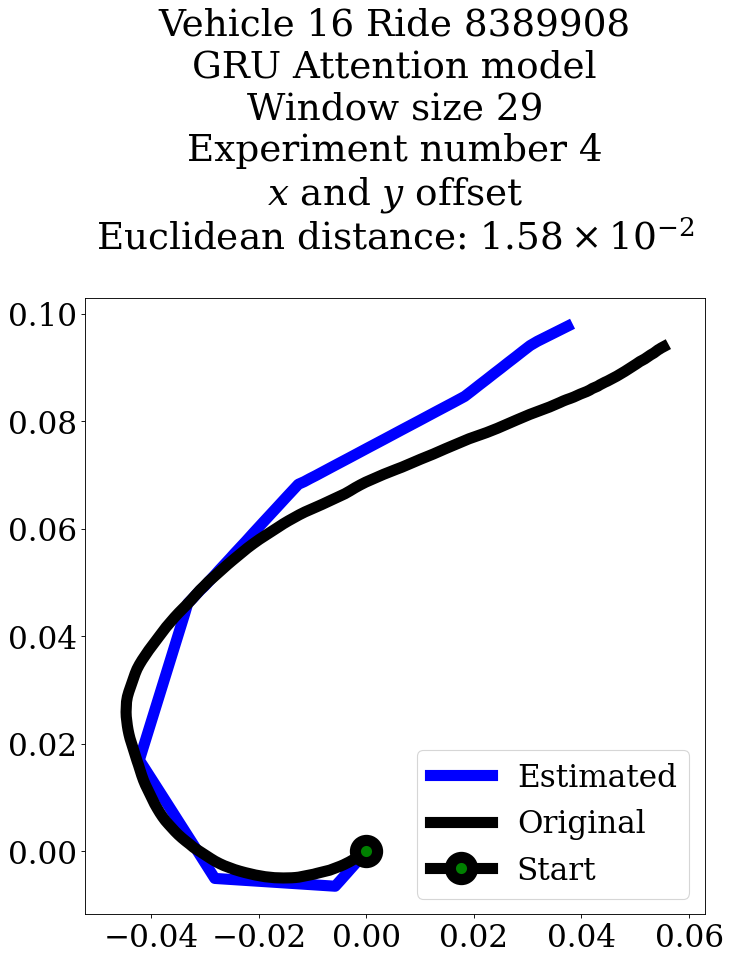 Vehicle 16 Ride 8389908
GRU Attention model
Window size 29
Experiment number 4
x and y offset
Euclidean distance: 1.58 × 10⁻²
0.10
0.08
0.06
0.04
0.02
0.00
Estimated
Original
Start
−0.04 −0.02 0.00 0.02 0.04 0.06